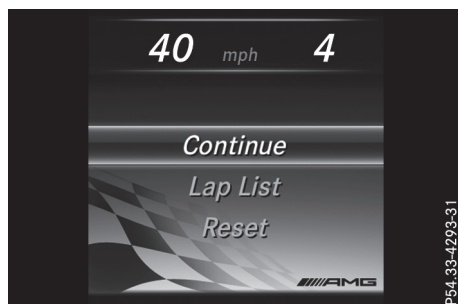 40 mph 4
Continue
Lap List
Reset
AMG
P54.33-4293-31